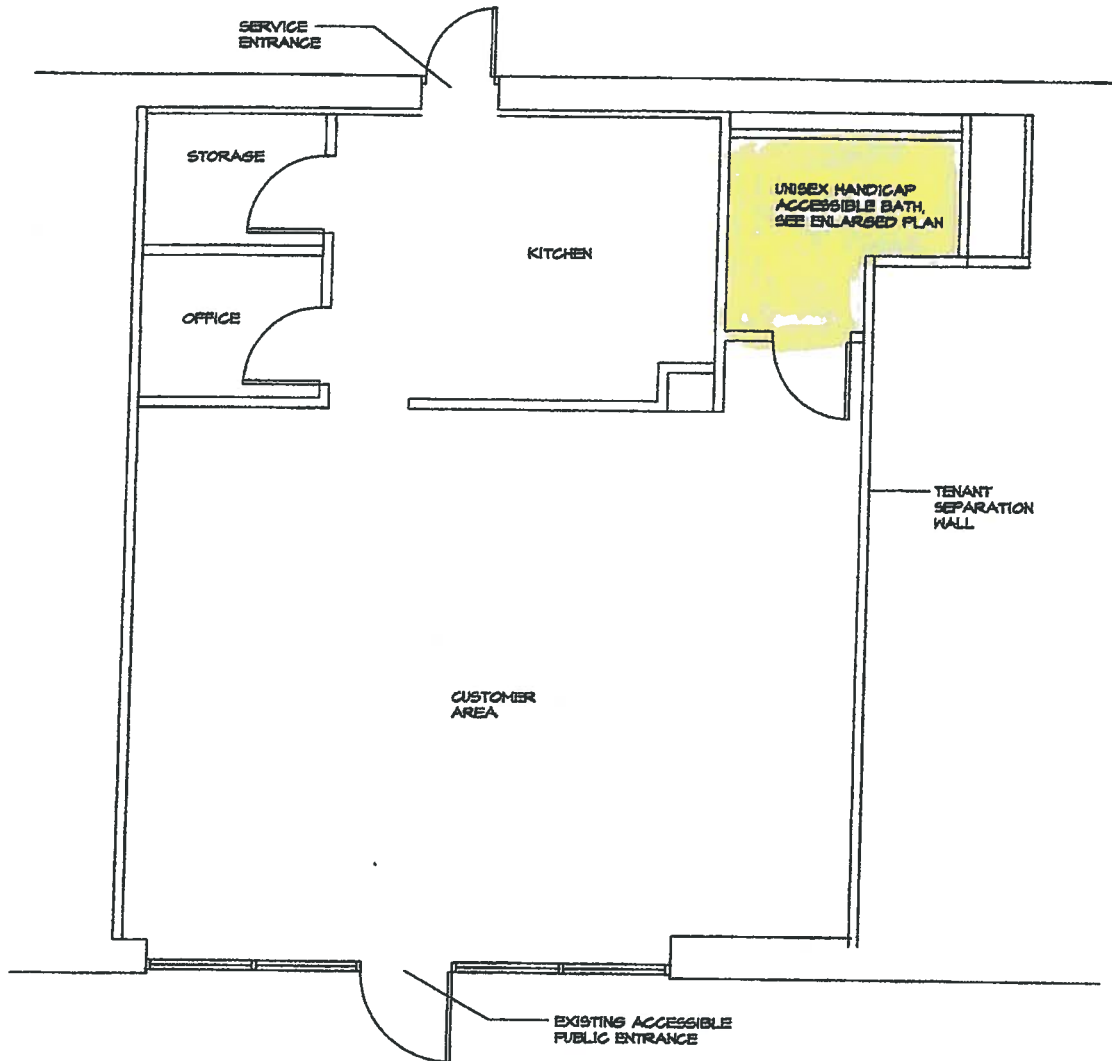 SERVICE
ENTRANCE
STORAGE
UNISEX HANDICAP
ACCESSIBLE BATH,
SEE ENLARGED PLAN
KITCHEN
OFFICE
TENANT
SEPARATION
WALL
CUSTOMER
AREA
EXISTING ACCESSIBLE
PUBLIC ENTRANCE